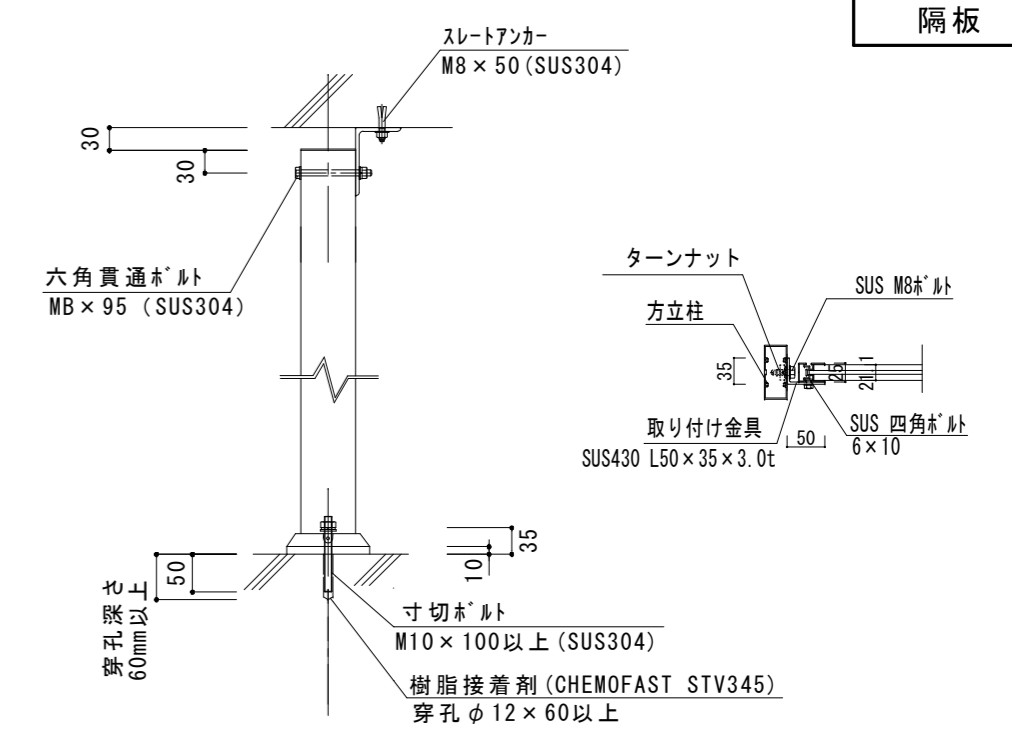 隔板
スレートアンカー
M8×50(SUS304)
30
30
六角貫通ボルト
MB×95 (SUS304)
ターンナット
SUS M8ボルト
方立柱
35
25
1
21
取り付け金具
SUS430 L50×35×3.0t
50
SUS 四角ボルト
6×10
35
10
50
穿孔深さ
60mm以上
寸切ボルト
M10×100以上(SUS304)
樹脂接着剤(CHEMOFAST STV345)
穿孔φ12×60以上